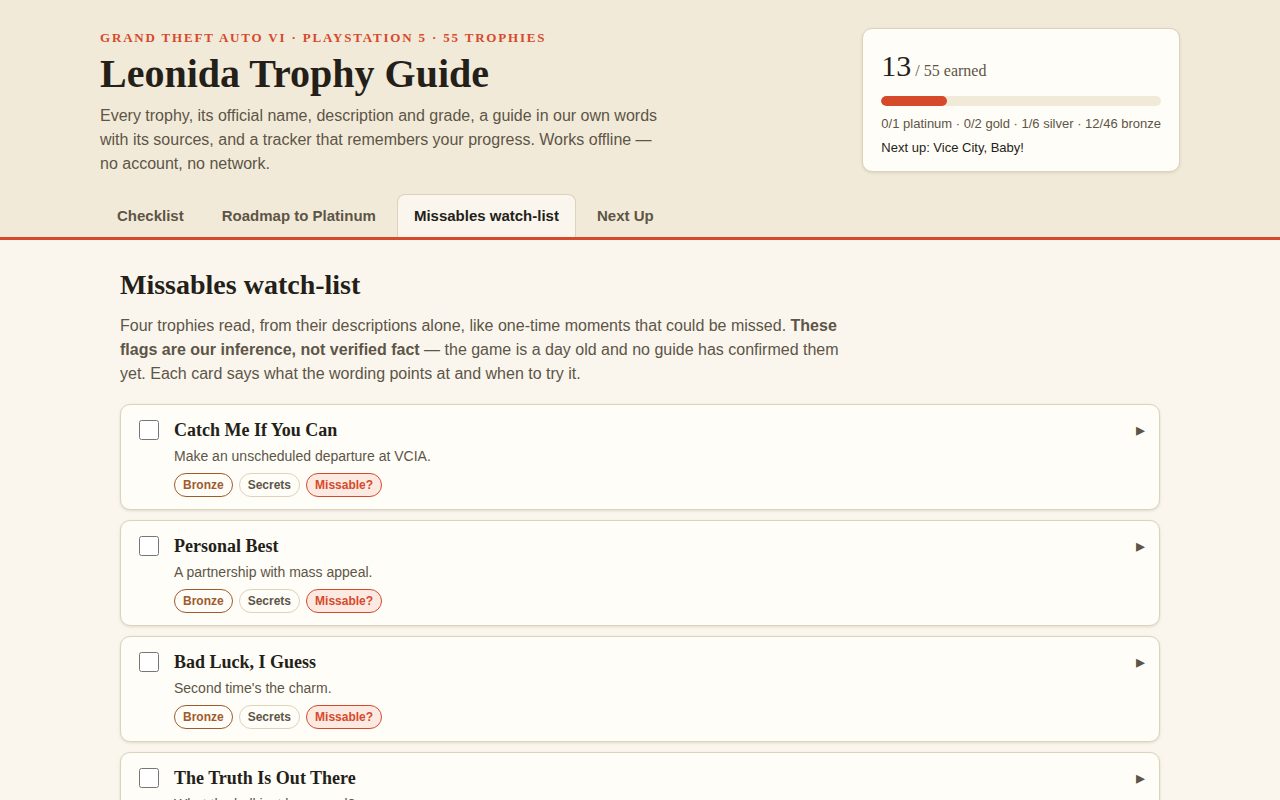 GRAND THEFT AUTO VI · PLAYSTATION 5 · 55 TROPHIES
Leonida Trophy Guide
Every trophy, its official name, description and grade, a guide in our own words
with its sources, and a tracker that remembers your progress. Works offline —
no account, no network.
13 / 55 earned
0/1 platinum · 0/2 gold · 1/6 silver · 12/46 bronze
Next up: Vice City, Baby!
Checklist
Roadmap to Platinum
Missables watch-list
Next Up
Missables watch-list
Four trophies read, from their descriptions alone, like one-time moments that could be missed. These
flags are our inference, not verified fact — the game is a day old and no guide has confirmed them
yet. Each card says what the wording points at and when to try it.
Catch Me If You Can
Make an unscheduled departure at VCIA.
Bronze Secrets Missable?
Personal Best
A partnership with mass appeal.
Bronze Secrets Missable?
Bad Luck, I Guess
Second time's the charm.
Bronze Secrets Missable?
The Truth Is Out There